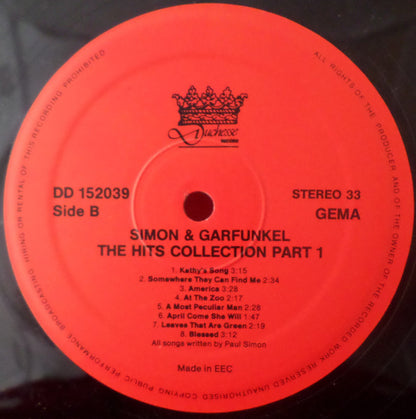 Duchesse
RECORD
DD 152039
Side B
STEREO 33
GEMA
SIMON & GARFUNKEL
THE HITS COLLECTION PART 1
1. Kathy's Song 3:15
2. Somewhere They Can Find Me 2:34
3. America 3:28
4. At The Zoo 2:17
5. A Most Peculiar Man 2:28
6. April Come She Will 1:47
7. Leaves That Are Green 2:19
8. Blessed 3:12
All songs written by Paul Simon
Made in EEC
ALL RIGHTS OF THE PRODUCER AND OF THE OWNER OF THE RECORDED WORK RESERVED UNAUTHORISED COPYING PUBLIC PERFORMANCE BROADCASTING HIRING OR RENTAL OF THIS RECORDING PROHIBITED